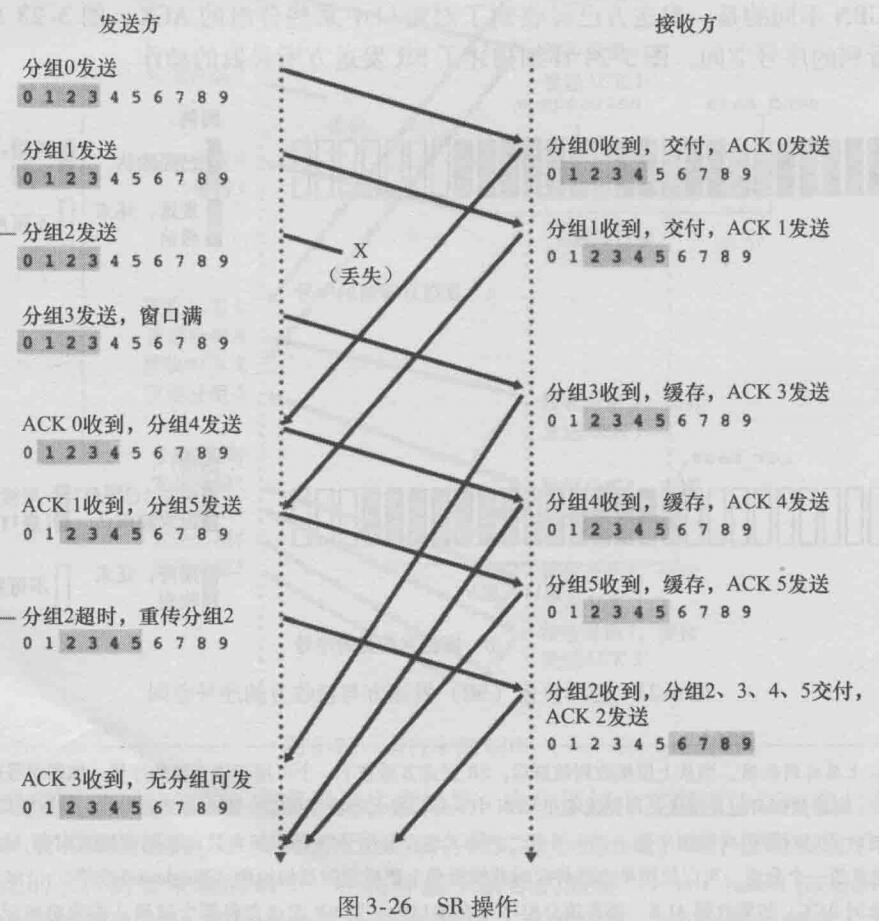 发送方
接收方
分组0发送
0 1 2 3 4 5 6 7 8 9
分组0收到，交付，ACK 0发送
0 1 2 3 4 5 6 7 8 9
分组1发送
0 1 2 3 4 5 6 7 8 9
分组1收到，交付，ACK 1发送
0 1 2 3 4 5 6 7 8 9
分组2发送
0 1 2 3 4 5 6 7 8 9
X
（丢失）
分组3发送，窗口满
0 1 2 3 4 5 6 7 8 9
分组3收到，缓存，ACK 3发送
0 1 2 3 4 5 6 7 8 9
ACK 0收到，分组4发送
0 1 2 3 4 5 6 7 8 9
分组4收到，缓存，ACK 4发送
0 1 2 3 4 5 6 7 8 9
ACK 1收到，分组5发送
0 1 2 3 4 5 6 7 8 9
分组5收到，缓存，ACK 5发送
0 1 2 3 4 5 6 7 8 9
分组2超时，重传分组2
0 1 2 3 4 5 6 7 8 9
分组2收到，分组2、3、4、5交付，
ACK 2发送
0 1 2 3 4 5 6 7 8 9
ACK 3收到，无分组可发
0 1 2 3 4 5 6 7 8 9
图 3-26 SR 操作